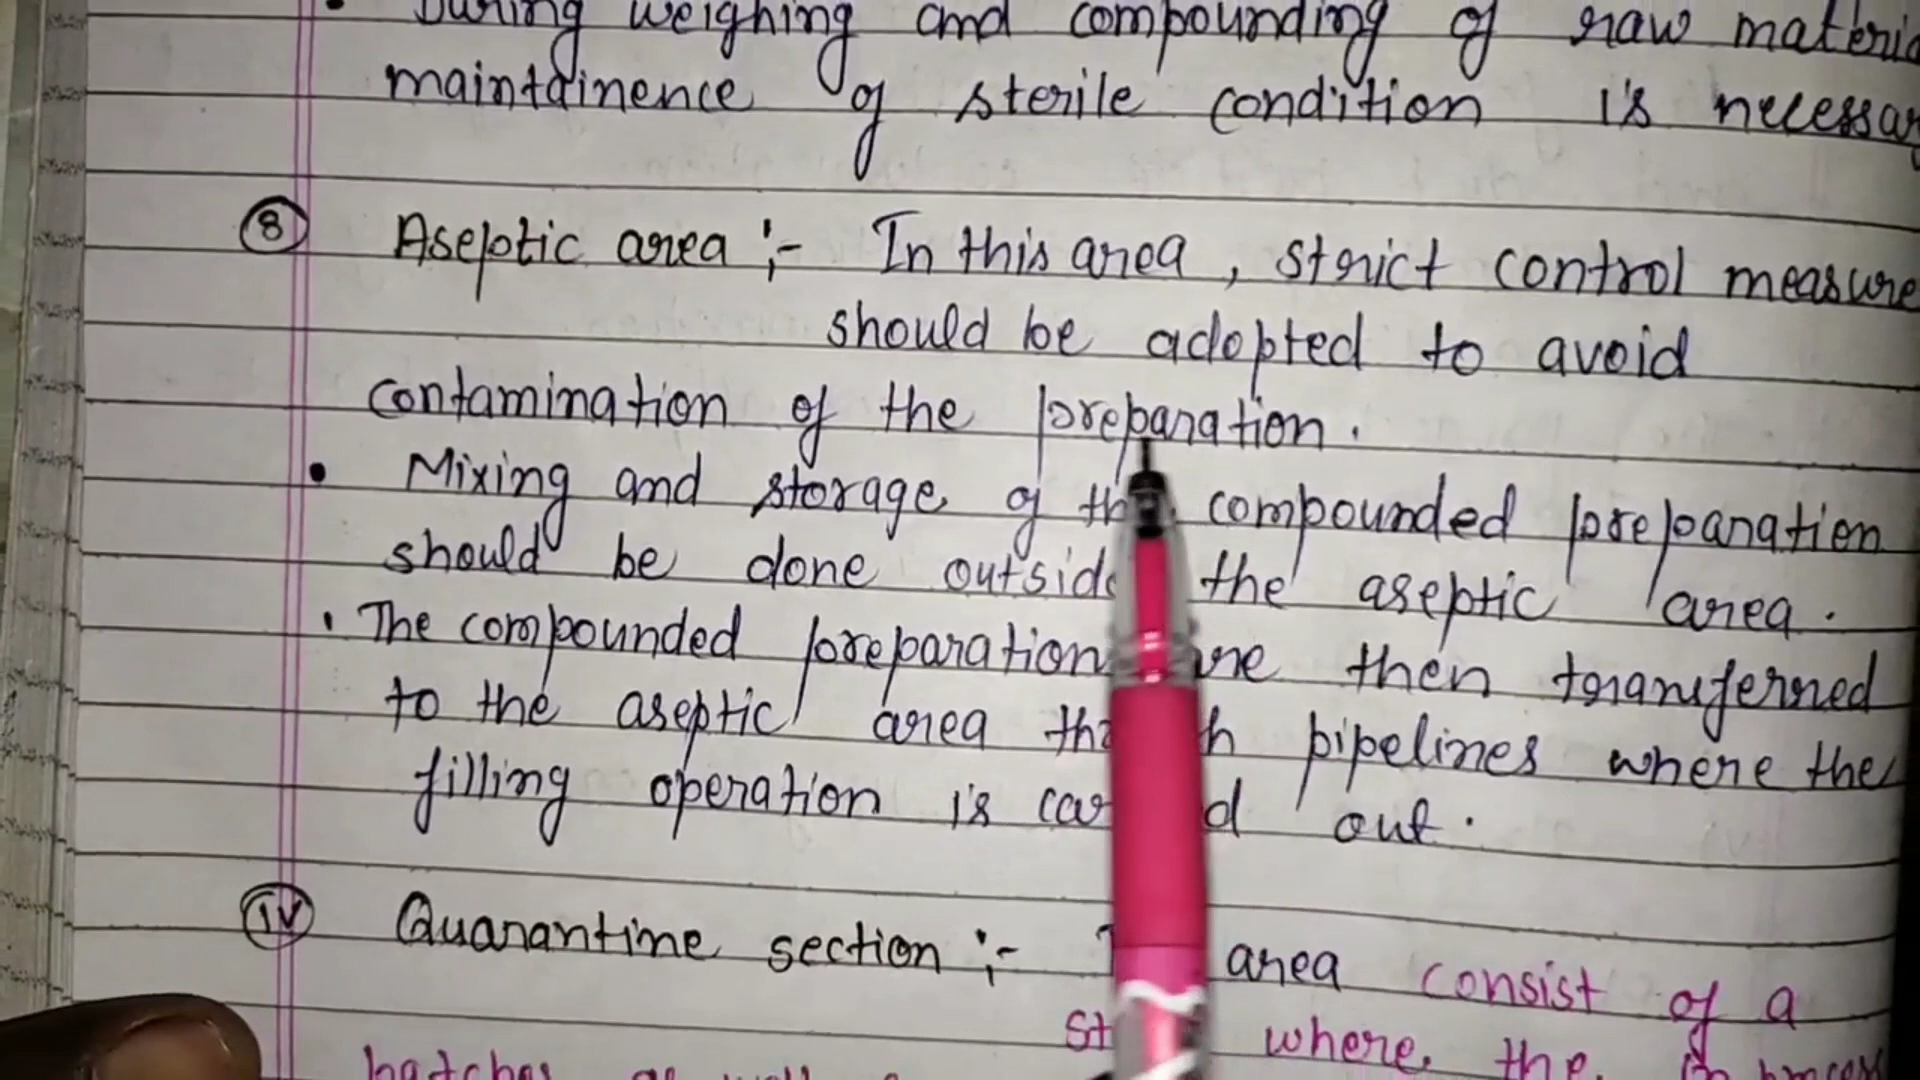 • During weighing and compounding of raw
maintainence of sterile condition is
⑧ Aseptic area :- In this area, strict control measure
should be adopted to avoid
contamination of the preparation.
• Mixing and storage of compounded preparation
should be done the aseptic area.
• The compounded preparation then transferred
to the aseptic area pipelines where the
filling operation is out.
(iv) Quarantine section :- area consist of a
where the